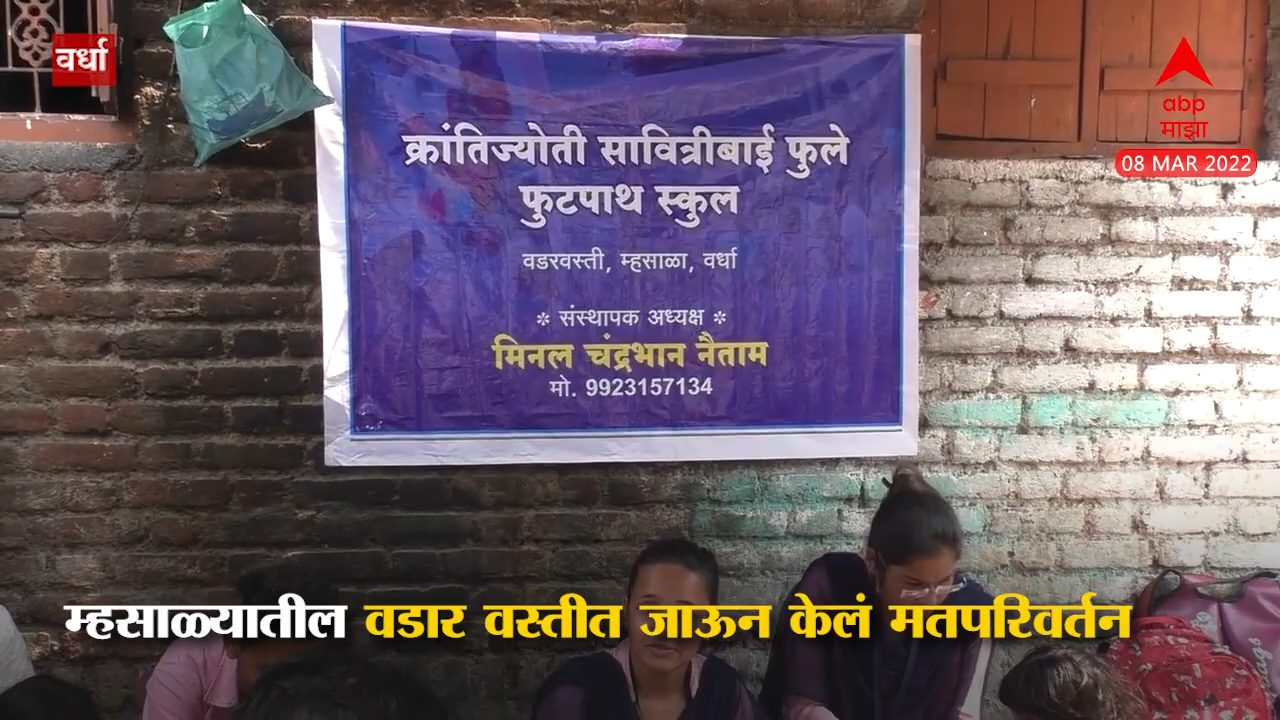 वर्धा
abp
माझा
08 MAR 2022
क्रांतिज्योती सावित्रीबाई फुले
फुटपाथ स्कुल
वडरवस्ती, म्हसाळा, वर्धा
* संस्थापक अध्यक्ष *
मिनल चंद्रभान नैताम
मो. 9923157134
म्हसाळ्यातील वडार वस्तीत जाऊन केलं मतपरिवर्तन